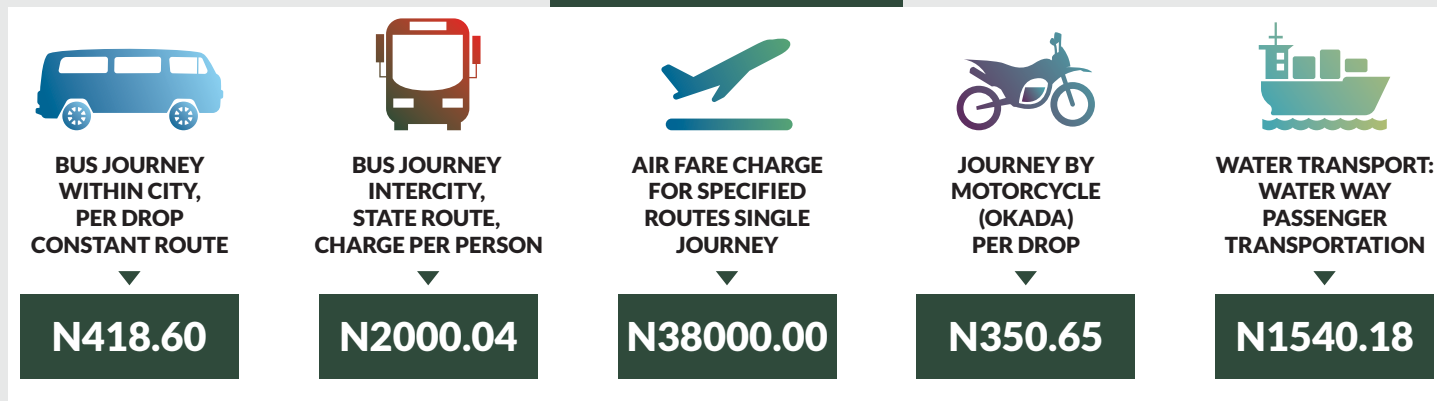 BUS JOURNEY
WITHIN CITY,
PER DROP
CONSTANT ROUTE
N418.60
BUS JOURNEY
INTERCITY,
STATE ROUTE,
CHARGE PER PERSON
N2000.04
AIR FARE CHARGE
FOR SPECIFIED
ROUTES SINGLE
JOURNEY
N38000.00
JOURNEY BY
MOTORCYCLE
(OKADA)
PER DROP
N350.65
WATER TRANSPORT:
WATER WAY
PASSENGER
TRANSPORTATION
N1540.18